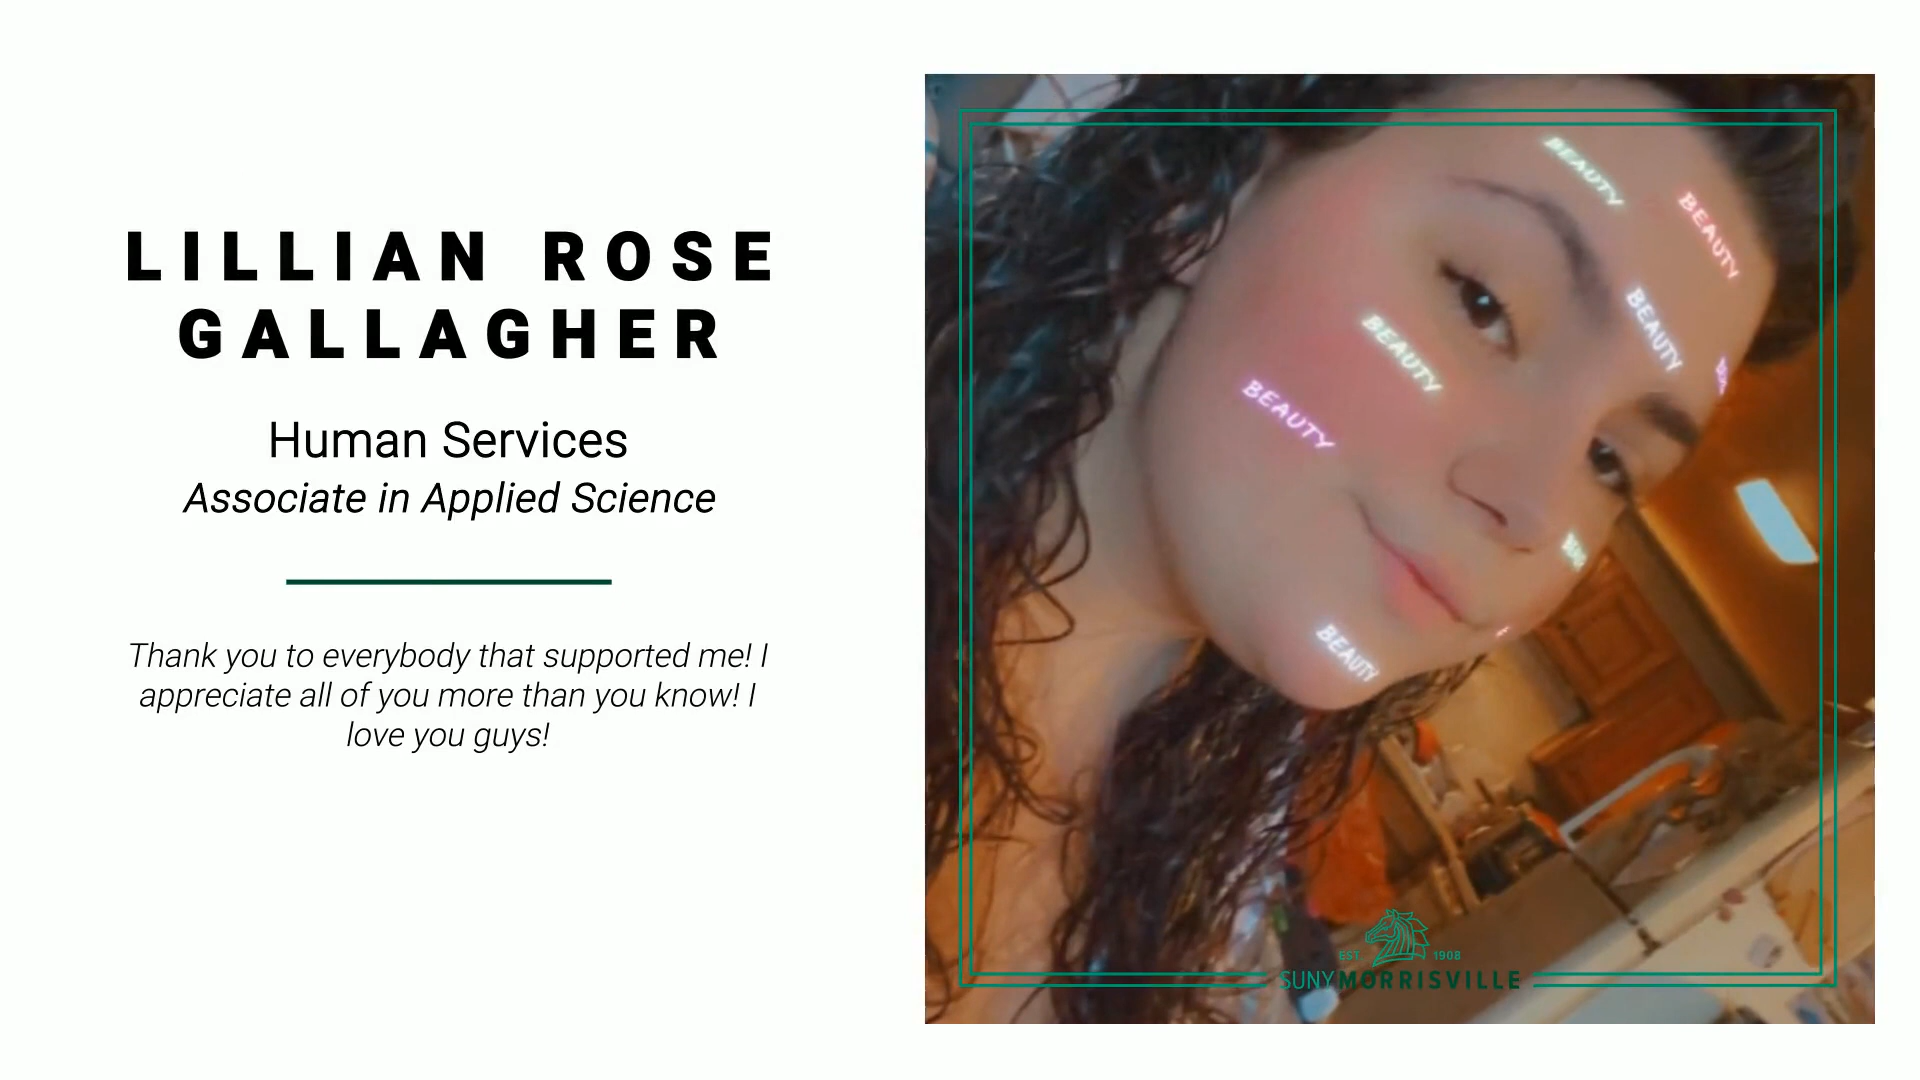 LILLIAN ROSE
GALLAGHER
Human Services
Associate in Applied Science
Thank you to everybody that supported me! I
appreciate all of you more than you know! I
love you guys!
BEAUTY
BEAUTY
BEAUTY
BEAUTY
BEAUTY
BEAUTY
EST. 1908
SUNY MORRISVILLE